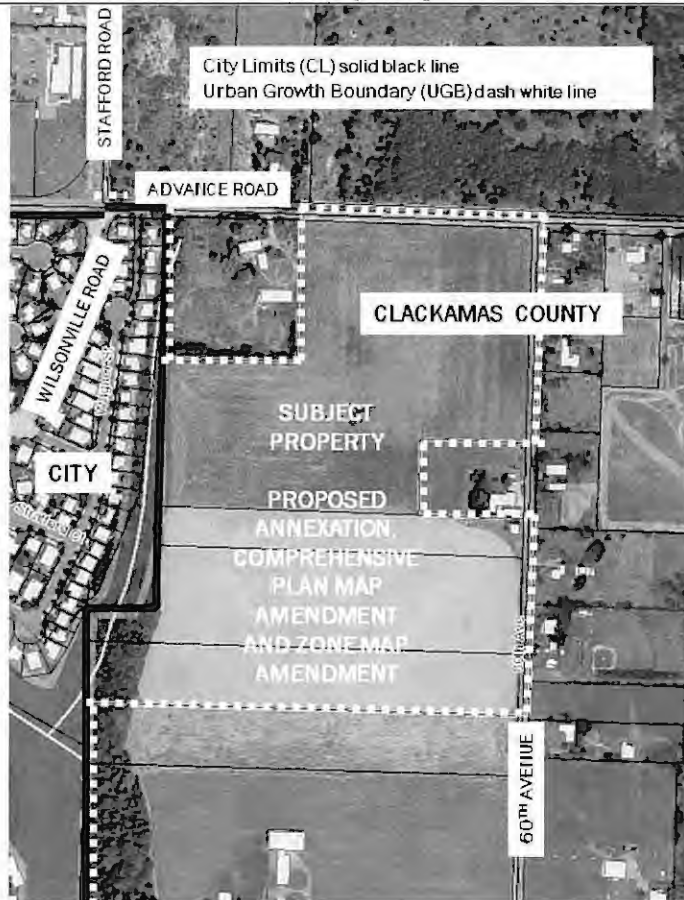 City Limits (CL) solid black line
Urban Growth Boundary (UGB) dash white line
STAFFORD ROAD
ADVANCE ROAD
WILSONVILLE ROAD
CLACKAMAS COUNTY
SUBJECT
PROPERTY
CITY
PROPOSED
ANNEXATION,
COMPREHENSIVE
PLAN MAP
AMENDMENT
AND ZONE MAP
AMENDMENT
60TH AVENUE